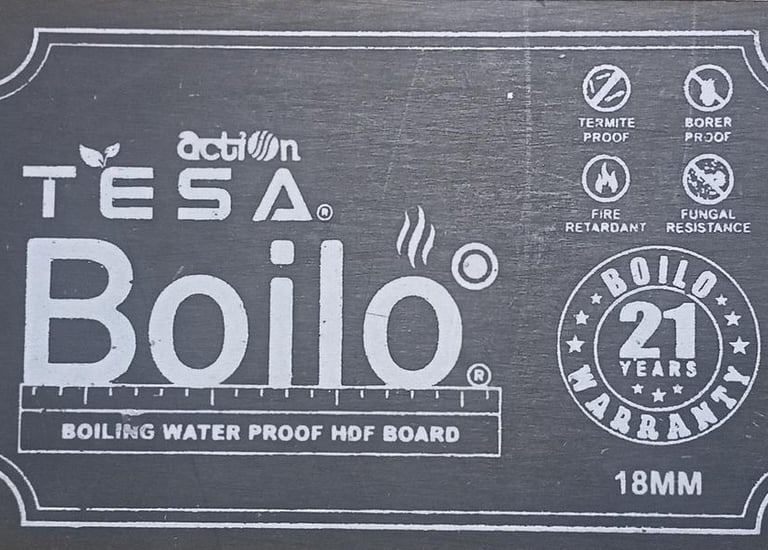 action
TESA®
Boilo®
BOILING WATER PROOF HDF BOARD
TERMITE
PROOF
BORER
PROOF
FIRE
RETARDANT
FUNGAL
RESISTANCE
BOILO
21
YEARS
WARRANTY
18MM